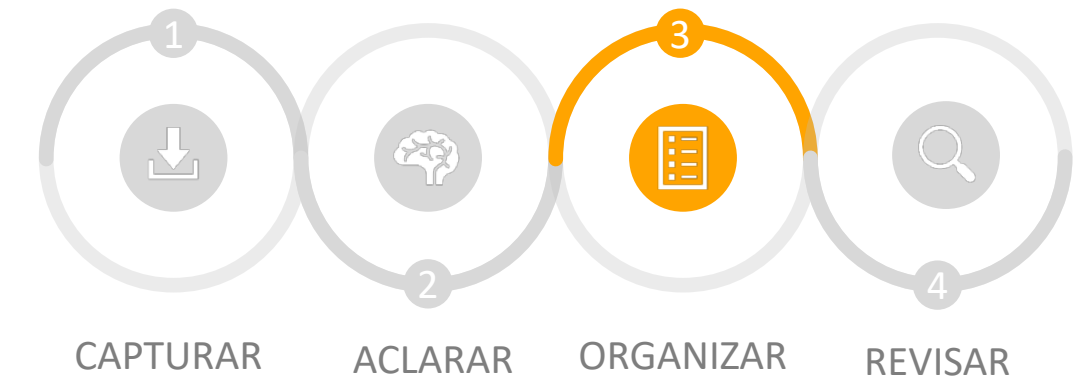 1
3
2
4
CAPTURAR
ACLARAR
ORGANIZAR
REVISAR